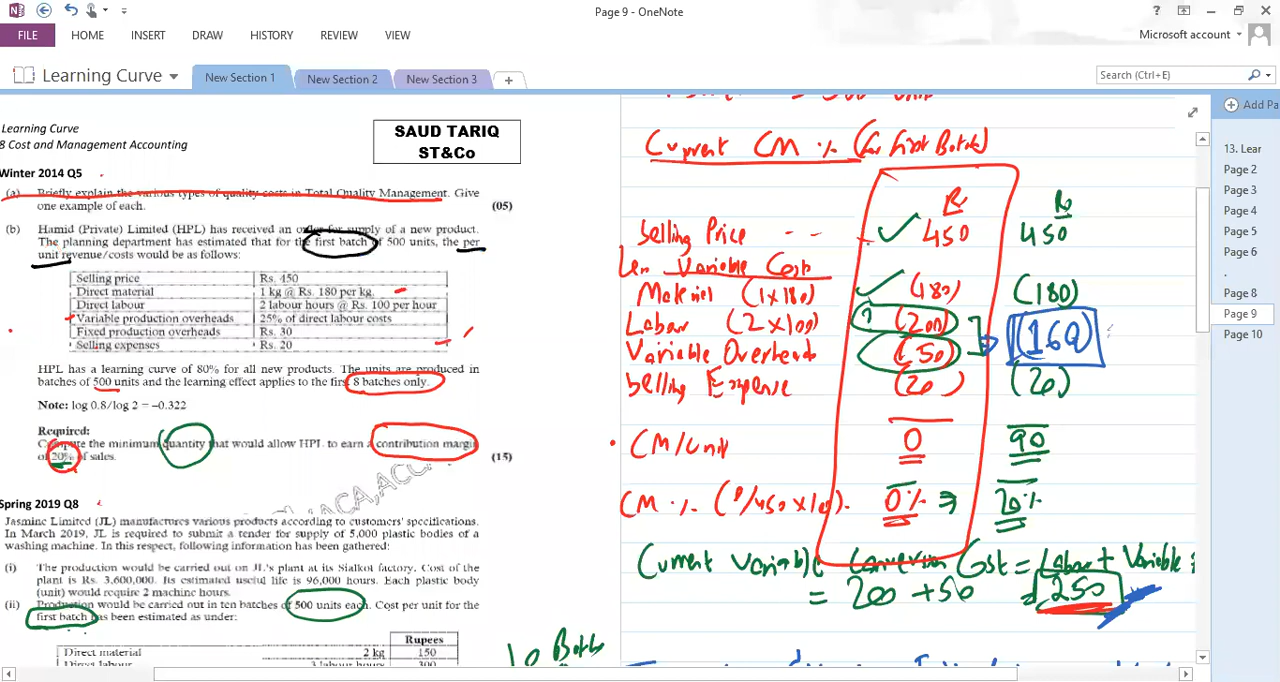 Page 9 - OneNote
FILE HOME INSERT DRAW HISTORY REVIEW VIEW
Microsoft account
Learning Curve
New Section 1 New Section 2 New Section 3 +
Search (Ctrl+E)
Add Pa
13. Lear
Page 2
Page 3
Page 4
Page 5
Page 6
.
Page 8
Page 9
Page 10
Learning Curve
8 Cost and Management Accounting
SAUD TARIQ
ST&Co
Winter 2014 Q5
(a) Briefly explain the various types of quality costs in Total Quality Management. Give
one example of each. (05)
(b) Hamid (Private) Limited (HPL) has received an order for supply of a new product.
The planning department has estimated that for the first batch of 500 units, the per
unit revenue/costs would be as follows:
Selling price Rs. 450
Direct material 1 kg @ Rs. 180 per kg.
Direct labour 2 labour hours @ Rs. 100 per hour
Variable production overheads 25% of direct labour costs
Fixed production overheads Rs. 30
Selling expenses Rs. 20
HPL has a learning curve of 80% for all new products. The units are produced in
batches of 500 units and the learning effect applies to the first 8 batches only.
Note: log 0.8/log 2 = −0.322
Required:
Compute the minimum quantity that would allow HPL to earn a contribution margin
of 20% of sales. (15)
Spring 2019 Q8
Jasmine Limited (JL) manufactures various products according to customers' specifications.
In March 2019, JL is required to submit a tender for supply of 5,000 plastic bodies of a
washing machine. In this respect, following information has been gathered:
(i) The production would be carried out on JL's plant at its Sialkot factory. Cost of the
plant is Rs. 3,600,000. Its estimated useful life is 96,000 hours. Each plastic body
(unit) would require 2 machine hours.
(ii) Production would be carried out in ten batches of 500 units each. Cost per unit for the
first batch has been estimated as under:
Rupees
Direct material 2 kg 150
Direct labour 3 labour hours 300
Current CM % (for First Batch)
Rs Rs
Selling Price -- - 450 450
Less Variable Cost
Material (1x180) (180) (180)
Labor (2x100) (200) (160)
Variable Overheads (50)
Selling Expense (20) (20)
CM/Unit 0 90
CM % (0/450 x 100). 0% ⇒ 20%
Current Variable Conversion Cost = Labor + Variable
= 200 + 50 = 250
10 Batches